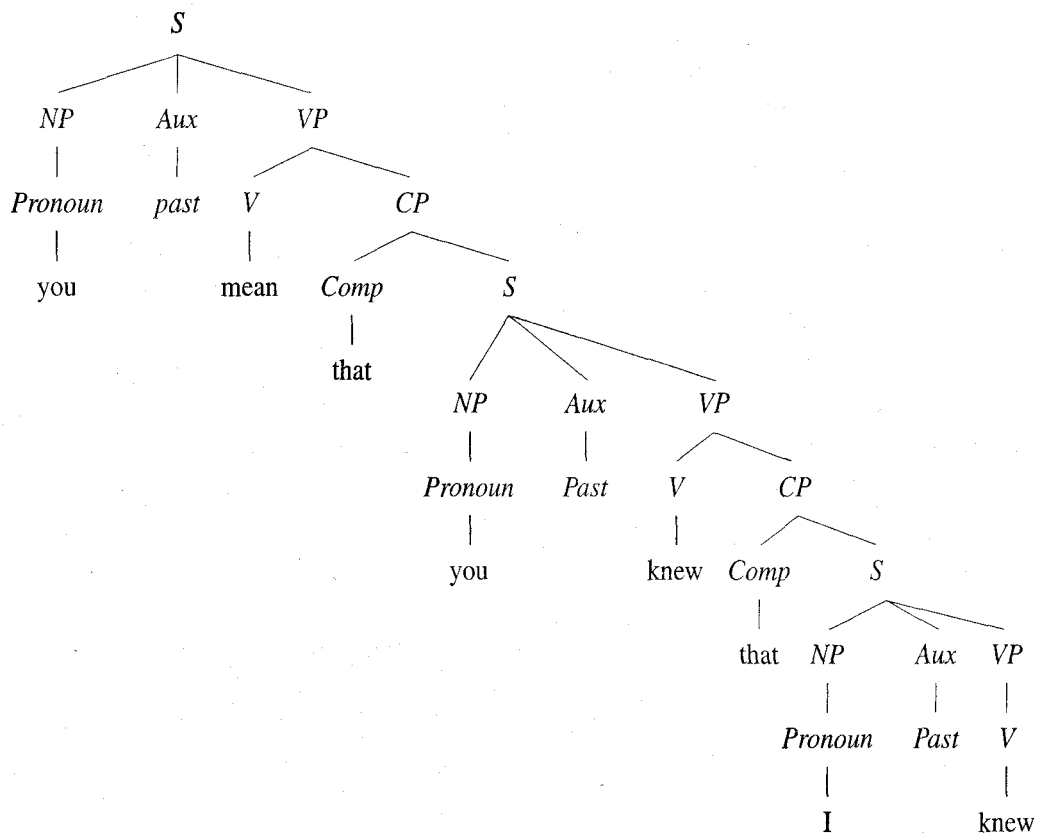 S
NP Aux VP
Pronoun past V CP
you mean Comp S
that
NP Aux VP
Pronoun Past V CP
you knew Comp S
that NP Aux VP
Pronoun Past V
I knew